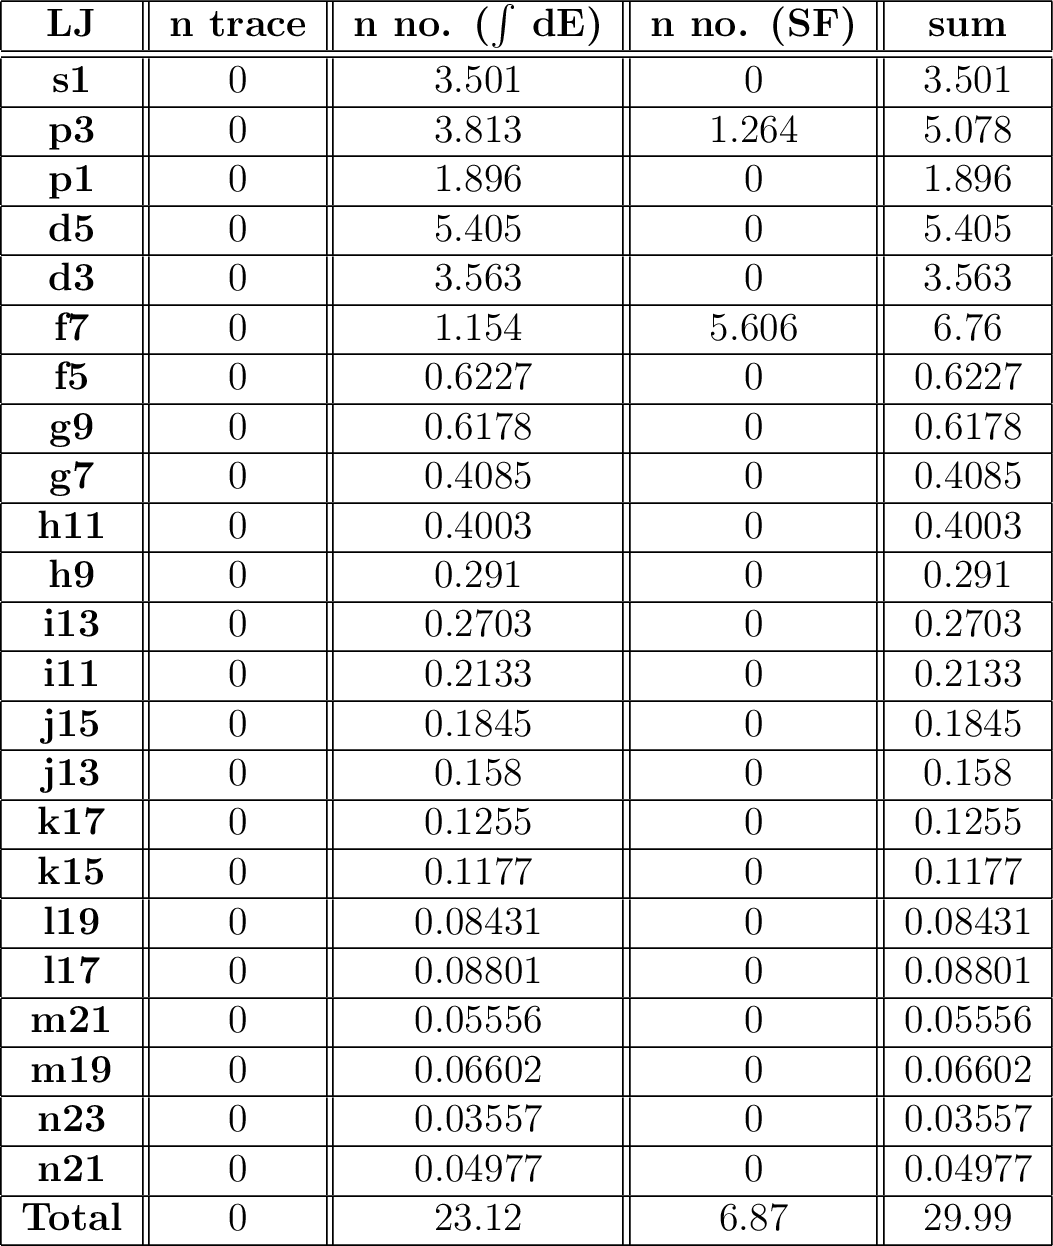 LJ n trace n no. (∫ dE) n no. (SF) sum
s1 0 3.501 0 3.501
p3 0 3.813 1.264 5.078
p1 0 1.896 0 1.896
d5 0 5.405 0 5.405
d3 0 3.563 0 3.563
f7 0 1.154 5.606 6.76
f5 0 0.6227 0 0.6227
g9 0 0.6178 0 0.6178
g7 0 0.4085 0 0.4085
h11 0 0.4003 0 0.4003
h9 0 0.291 0 0.291
i13 0 0.2703 0 0.2703
i11 0 0.2133 0 0.2133
j15 0 0.1845 0 0.1845
j13 0 0.158 0 0.158
k17 0 0.1255 0 0.1255
k15 0 0.1177 0 0.1177
l19 0 0.08431 0 0.08431
l17 0 0.08801 0 0.08801
m21 0 0.05556 0 0.05556
m19 0 0.06602 0 0.06602
n23 0 0.03557 0 0.03557
n21 0 0.04977 0 0.04977
Total 0 23.12 6.87 29.99